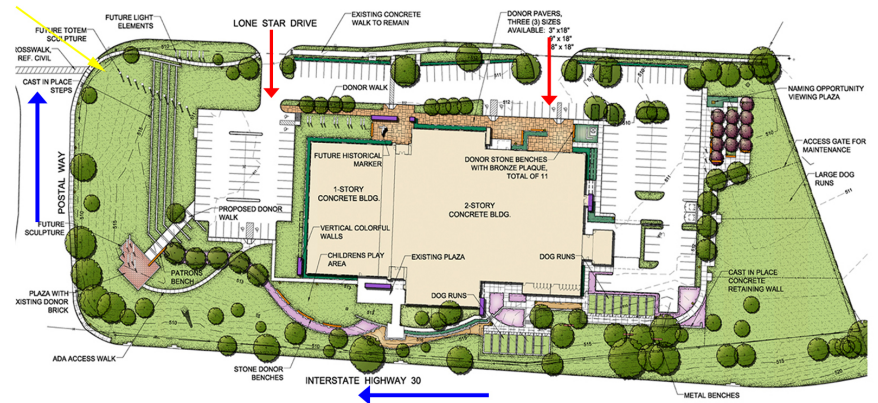 FUTURE LIGHT
ELEMENTS
LONE STAR DRIVE
EXISTING CONCRETE
WALK TO REMAIN
DONOR PAVERS,
THREE (3) SIZES
AVAILABLE: 3" x18"
x 18"
x 18"
FUTURE TOTEM
SCULPTURE
ROSSWALK,
REF. CIVIL
CAST IN PLACE
STEPS
DONOR WALK
NAMING OPPORTUNITY
VIEWING PLAZA
ACCESS GATE FOR
MAINTENANCE
LARGE DOG
RUNS
FUTURE HISTORICAL
MARKER
DONOR STONE BENCHES
WITH BRONZE PLAQUE,
TOTAL OF 11
1-STORY
CONCRETE BLDG.
2-STORY
CONCRETE BLDG.
POSTAL WAY
PROPOSED DONOR
WALK
FUTURE
SCULPTURE
VERTICAL COLORFUL
WALLS
CHILDRENS PLAY
AREA
EXISTING PLAZA
DOG RUNS
DOG RUNS
PATRONS
BENCH
CAST IN PLACE
CONCRETE
RETAINING WALL
PLAZA WITH
XISTING DONOR
BRICK
ADA ACCESS WALK
STONE DONOR
BENCHES
INTERSTATE HIGHWAY 30
METAL BENCHES